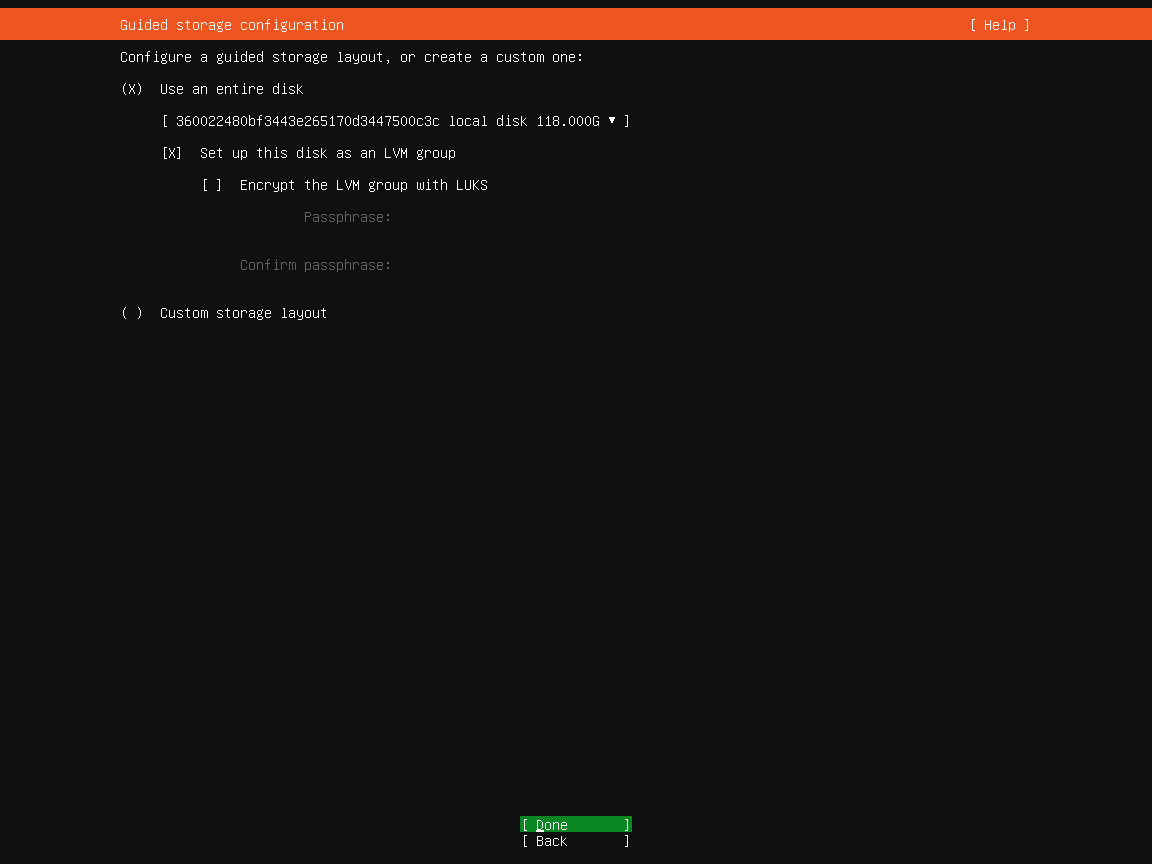 Guided storage configuration [ Help ]
Configure a guided storage layout, or create a custom one:
(X) Use an entire disk
[ 360022480bf3443e265170d3447500c3c local disk 118.000G ▾ ]
[X] Set up this disk as an LVM group
[ ] Encrypt the LVM group with LUKS
Passphrase:
Confirm passphrase:
( ) Custom storage layout
[ Done ]
[ Back ]